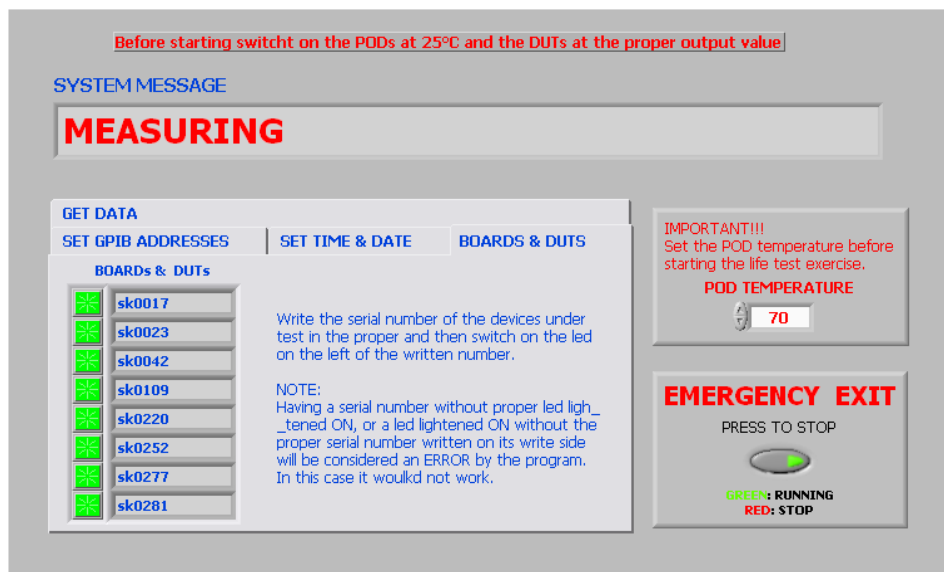 Before starting switcht on the PODs at 25°C and the DUTs at the proper output value
SYSTEM MESSAGE
MEASURING
GET DATA
SET GPIB ADDRESSES
SET TIME & DATE
BOARDS & DUTS
BOARDs & DUTs
sk0017
sk0023
sk0042
sk0109
sk0220
sk0252
sk0277
sk0281
Write the serial number of the devices under
test in the proper and then switch on the led
on the left of the written number.
NOTE:
Having a serial number without proper led ligh_
_tened ON, or a led lightened ON without the
proper serial number written on its write side
will be considered an ERROR by the program.
In this case it woulkd not work.
IMPORTANT!!!
Set the POD temperature before
starting the life test exercise.
POD TEMPERATURE
70
EMERGENCY EXIT
PRESS TO STOP
GREEN: RUNNING
RED: STOP